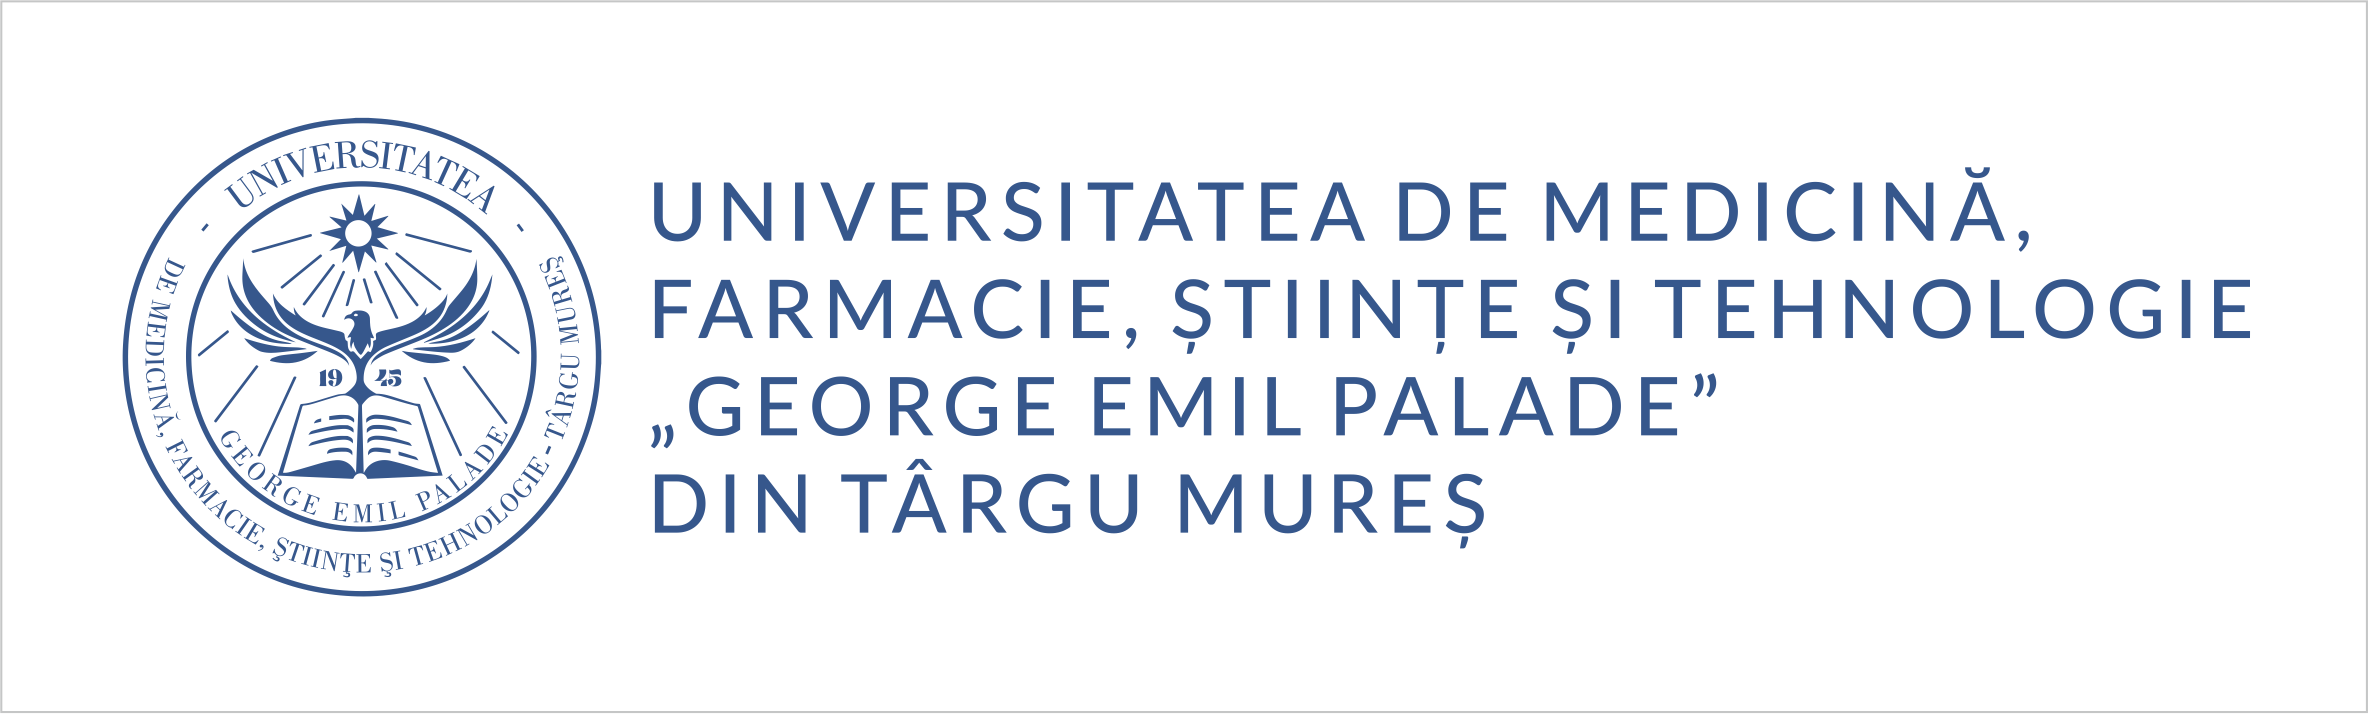 UNIVERSITATEA
DE MEDICINĂ, FARMACIE, ŞTIINŢE ŞI TEHNOLOGIE - TÂRGU MUREŞ
19 45
GEORGE EMIL PALADE
UNIVERSITATEA DE MEDICINĂ,
FARMACIE, ȘTIINȚE ȘI TEHNOLOGIE
„GEORGE EMIL PALADE”
DIN TÂRGU MUREȘ